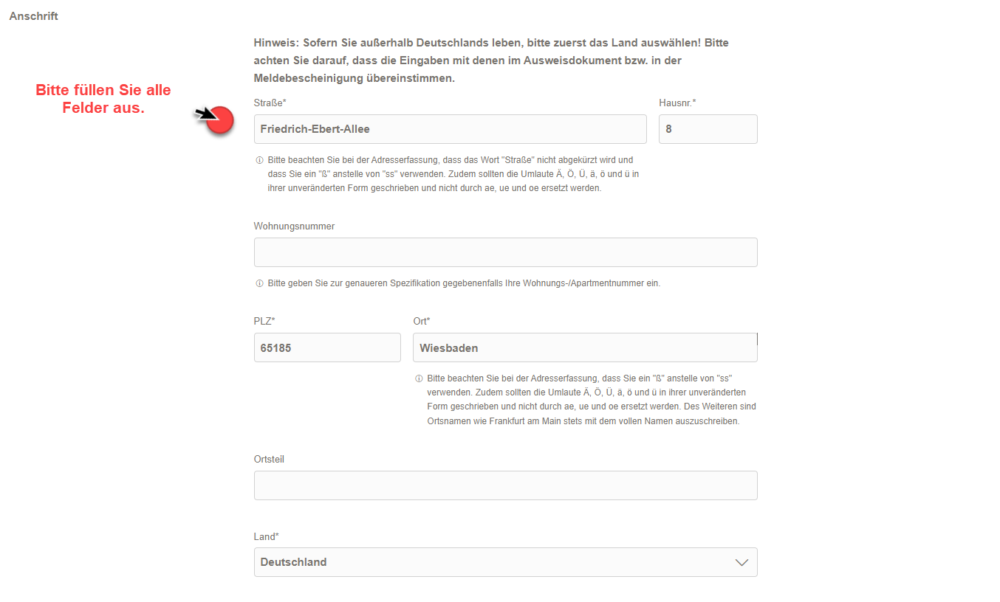 Anschrift
Hinweis: Sofern Sie außerhalb Deutschlands leben, bitte zuerst das Land auswählen! Bitte
achten Sie darauf, dass die Eingaben mit denen im Ausweisdokument bzw. in der
Meldebescheinigung übereinstimmen.
Bitte füllen Sie alle
Felder aus.
Straße*
Hausnr.*
Friedrich-Ebert-Allee
8
Bitte beachten Sie bei der Adresserfassung, dass das Wort "Straße" nicht abgekürzt wird und
dass Sie ein "ß" anstelle von "ss" verwenden. Zudem sollten die Umlaute Ä, Ö, Ü, ä, ö und ü in
ihrer unveränderten Form geschrieben und nicht durch ae, ue und oe ersetzt werden.
Wohnungsnummer
Bitte geben Sie zur genaueren Spezifikation gegebenenfalls Ihre Wohnungs-/Apartmentnummer ein.
PLZ*
Ort*
65185
Wiesbaden
Bitte beachten Sie bei der Adresserfassung, dass Sie ein "ß" anstelle von "ss"
verwenden. Zudem sollten die Umlaute Ä, Ö, Ü, ä, ö und ü in ihrer unveränderten
Form geschrieben und nicht durch ae, ue und oe ersetzt werden. Des Weiteren sind
Ortsnamen wie Frankfurt am Main stets mit dem vollen Namen auszuschreiben.
Ortsteil
Land*
Deutschland